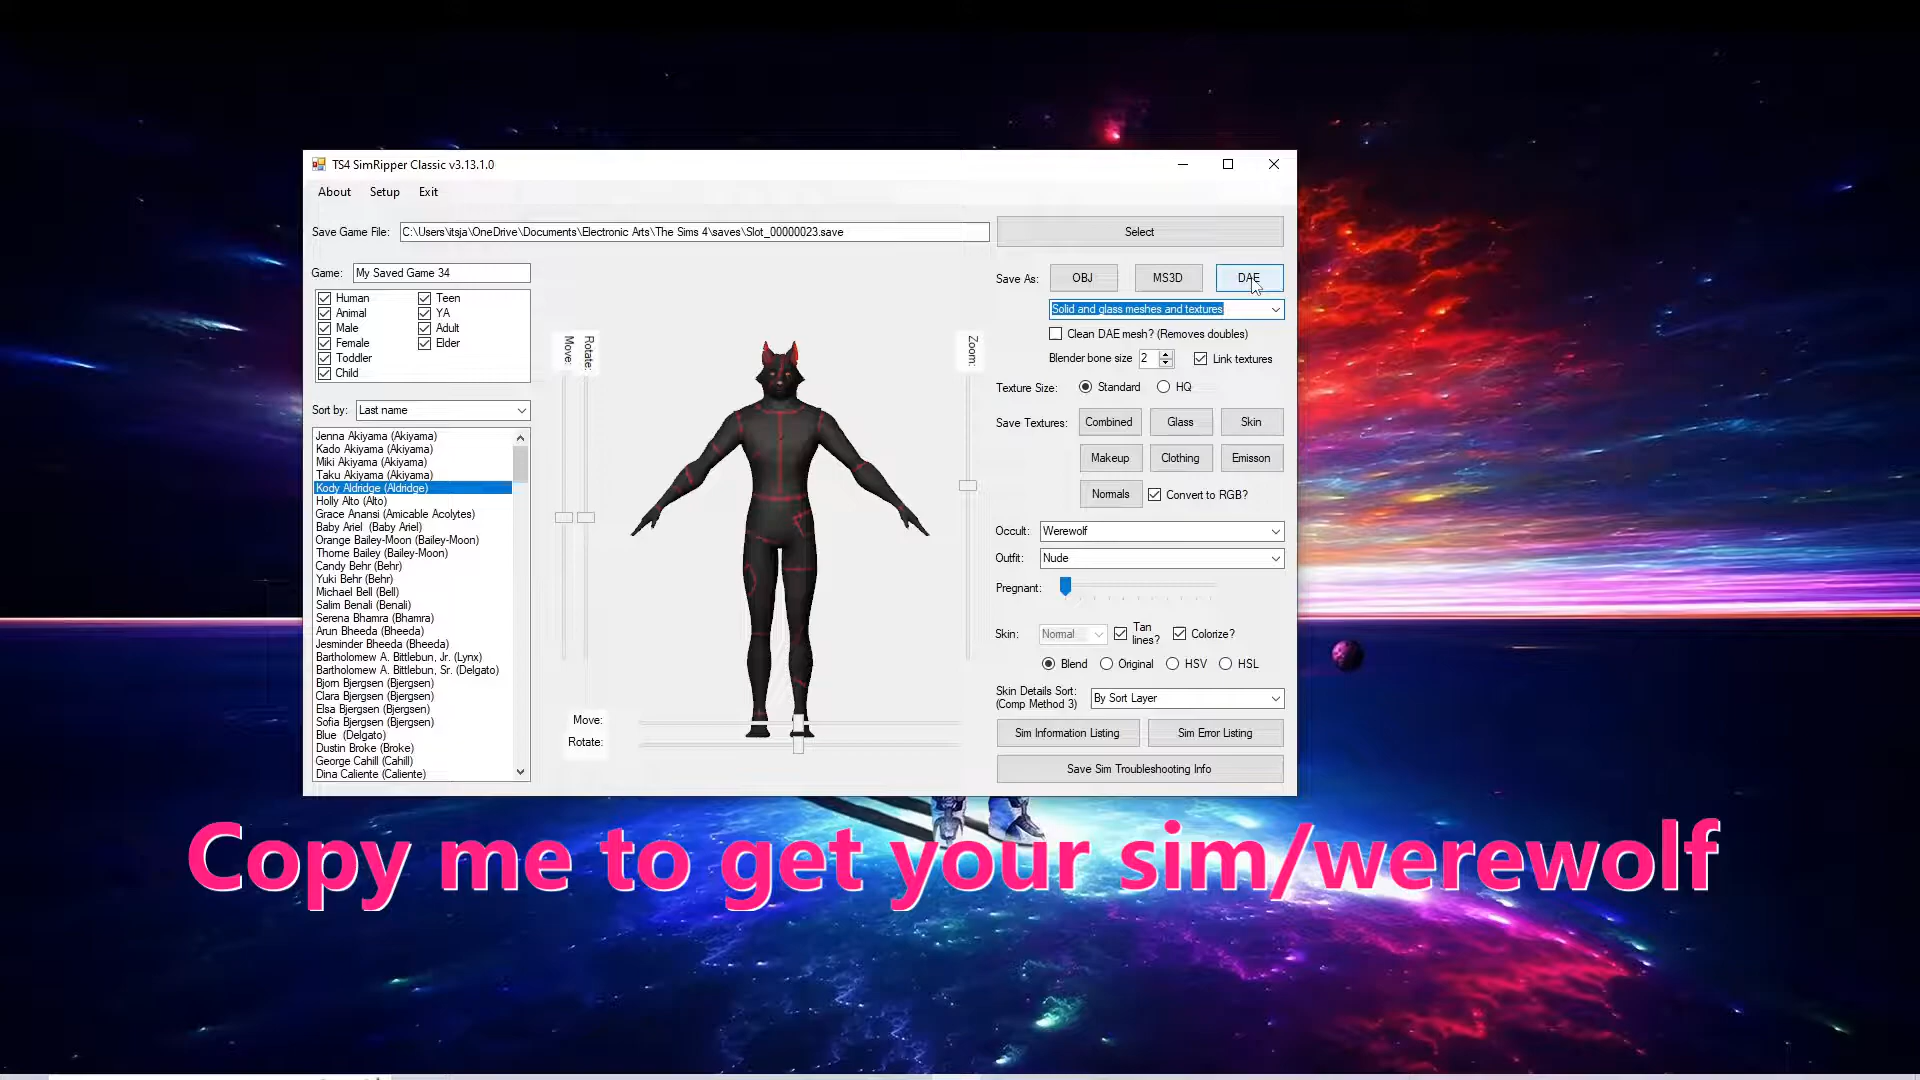 TS4 SimRipper Classic v3.13.1.0
About Setup Exit
Save Game File: C:\Users\itsja\OneDrive\Documents\Electronic Arts\The Sims 4\saves\Slot_00000023.save Select
Game: My Saved Game 34
Human Teen
Animal YA
Male Adult
Female Elder
Toddler
Child
Sort by: Last name
Jenna Akiyama (Akiyama)
Kado Akiyama (Akiyama)
Miki Akiyama (Akiyama)
Taku Akiyama (Akiyama)
Kody Aldridge (Aldridge)
Holly Alto (Alto)
Grace Anansi (Amicable Acolytes)
Baby Ariel (Baby Ariel)
Orange Bailey-Moon (Bailey-Moon)
Thorne Bailey (Bailey-Moon)
Candy Behr (Behr)
Yuki Behr (Behr)
Michael Bell (Bell)
Salim Benali (Benali)
Serena Bhamra (Bhamra)
Arun Bheeda (Bheeda)
Jesminder Bheeda (Bheeda)
Bartholomew A. Bittlebun, Jr. (Lynx)
Bartholomew A. Bittlebun, Sr. (Delgato)
Bjorn Bjergsen (Bjergsen)
Clara Bjergsen (Bjergsen)
Elsa Bjergsen (Bjergsen)
Sofia Bjergsen (Bjergsen)
Blue (Delgato)
Dustin Broke (Broke)
George Cahill (Cahill)
Dina Caliente (Caliente)
Move:
Rotate:
Zoom:
Move:
Rotate:
Save As: OBJ MS3D DAE
Solid and glass meshes and textures
Clean DAE mesh? (Removes doubles)
Blender bone size 2 Link textures
Texture Size: Standard HQ
Save Textures: Combined Glass Skin
Makeup Clothing Emisson
Normals Convert to RGB?
Occult: Werewolf
Outfit: Nude
Pregnant:
Skin: Normal Tan lines? Colorize?
Blend Original HSV HSL
Skin Details Sort: By Sort Layer
(Comp Method 3)
Sim Information Listing Sim Error Listing
Save Sim Troubleshooting Info
Copy me to get your sim/werewolf